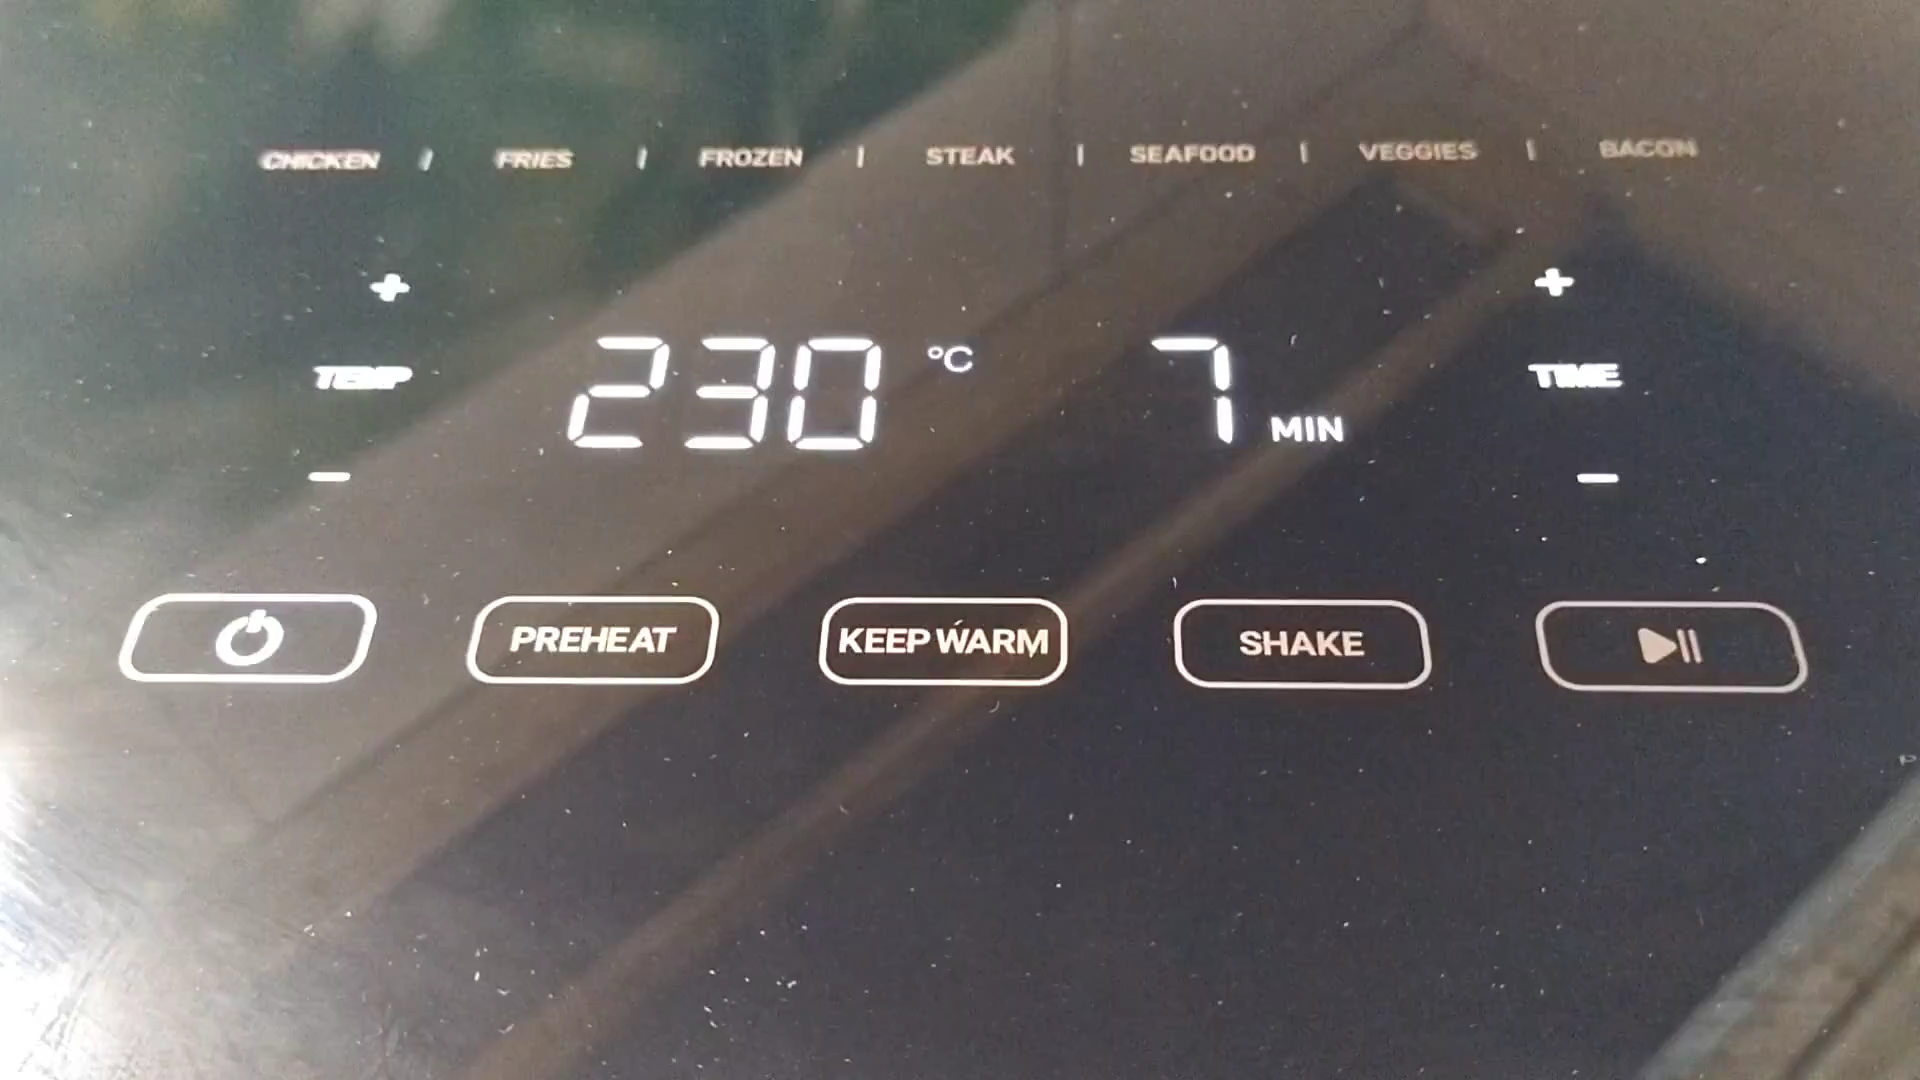 CHICKEN | FRIES | FROZEN | STEAK | SEAFOOD | VEGGIES | BACON
+ +
TEMP 230 °C 7 MIN TIME
- -
PREHEAT KEEP WARM SHAKE